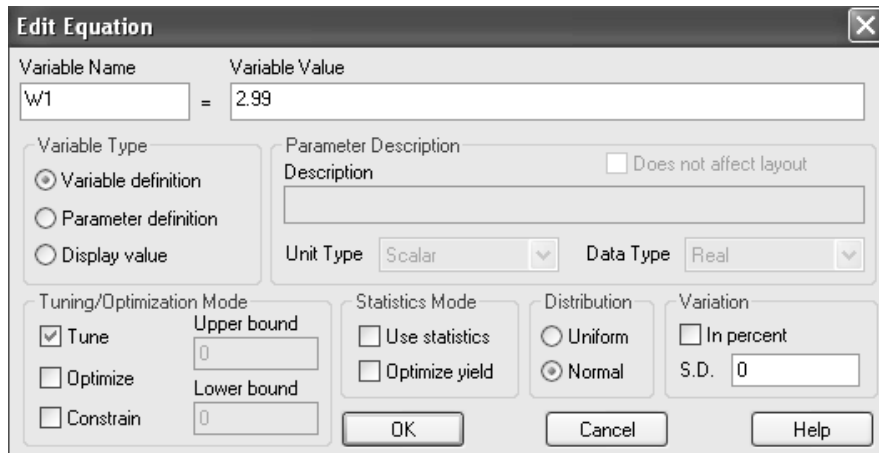 Edit Equation
Variable Name Variable Value
W1 = 2.99
Variable Type
Variable definition
Parameter definition
Display value
Parameter Description
Does not affect layout
Description
Unit Type Scalar Data Type Real
Tuning/Optimization Mode
Tune
Optimize
Constrain
Upper bound
0
Lower bound
0
Statistics Mode
Use statistics
Optimize yield
Distribution
Uniform
Normal
Variation
In percent
S.D. 0
OK Cancel Help